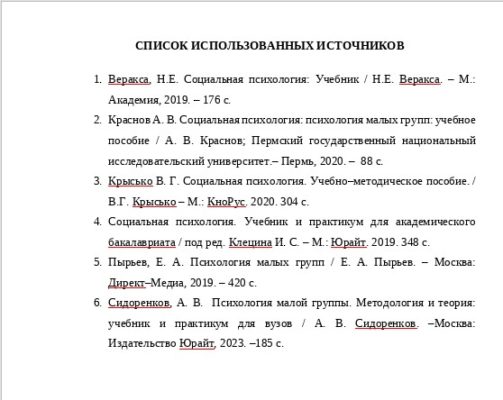 СПИСОК ИСПОЛЬЗОВАННЫХ ИСТОЧНИКОВ
1. Веракса, Н.Е. Социальная психология: Учебник / Н.Е. Веракса. – М.:
Академия, 2019. – 176 с.
2. Краснов А. В. Социальная психология: психология малых групп: учебное
пособие / А. В. Краснов; Пермский государственный национальный
исследовательский университет.– Пермь, 2020. – 88 с.
3. Крысько В. Г. Социальная психология. Учебно–методическое пособие. /
В.Г. Крысько – М.: КноРус. 2020. 304 с.
4. Социальная психология. Учебник и практикум для академического
бакалавриата / под ред. Клецина И. С. – М.: Юрайт. 2019. 348 с.
5. Пырьев, Е. А. Психология малых групп / Е. А. Пырьев. – Москва:
Директ–Медиа, 2019. – 420 с.
6. Сидоренков, А. В. Психология малой группы. Методология и теория:
учебник и практикум для вузов / А. В. Сидоренков. –Москва:
Издательство Юрайт, 2023. –185 с.